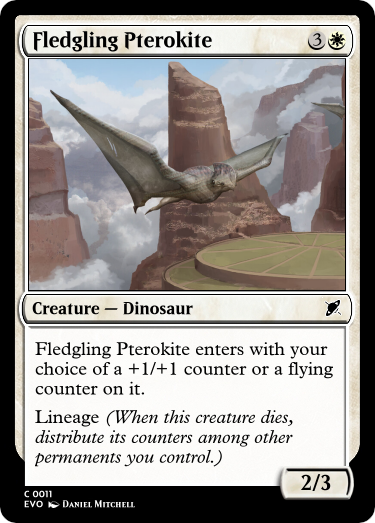 Fledgling Pterokite 3
Creature — Dinosaur
Fledgling Pterokite enters with your
choice of a +1/+1 counter or a flying
counter on it.
Lineage (When this creature dies,
distribute its counters among other
permanents you control.)
2/3
C 0011
EVO Daniel Mitchell